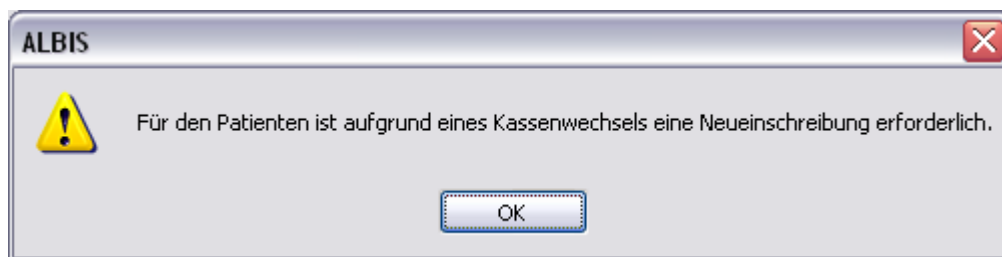 ALBIS
Für den Patienten ist aufgrund eines Kassenwechsels eine Neueinschreibung erforderlich.
OK